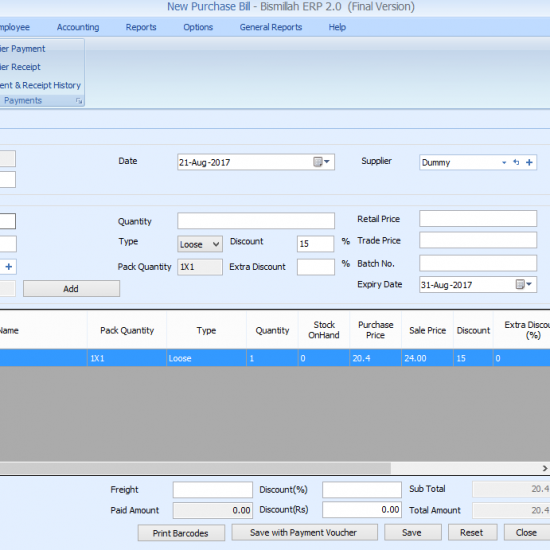 New Purchase Bill - Bismillah ERP 2.0 (Final Version)
Accounting Reports Options General Reports Help
Payment
Receipt
& Receipt History
Payments
Date 21-Aug-2017 Supplier Dummy
Quantity Retail Price
Type Loose Discount 15 % Trade Price
Pack Quantity 1X1 Extra Discount % Batch No.
Add Expiry Date 31-Aug-2017
Name Pack Quantity Type Quantity Stock OnHand Purchase Price Sale Price Discount Extra (%)
1X1 Loose 1 0 20.4 24.00 15 0
Freight Discount(%) Sub Total 20.4
Paid Amount 0.00 Discount(Rs) 0.00 Total Amount 20.4
Print Barcodes Save with Payment Voucher Save Reset Close